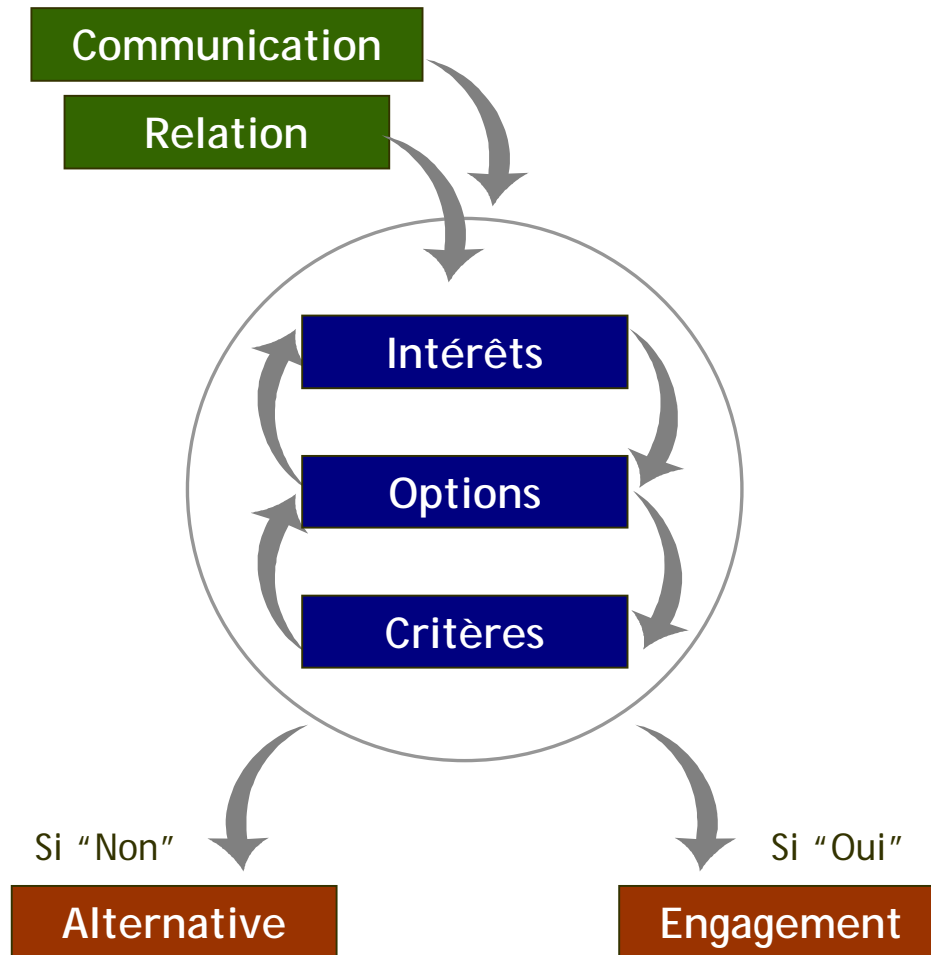 Communication
Relation
Intérêts
Options
Critères
Si “Non”
Si “Oui”
Alternative
Engagement